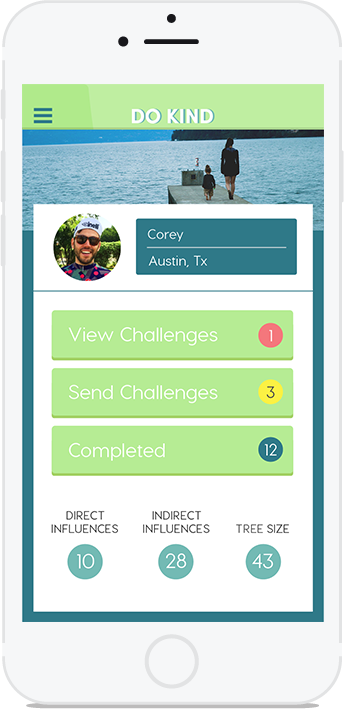 DO KIND
Corey
Austin, Tx
View Challenges 1
Send Challenges 3
Completed 12
DIRECT INFLUENCES
10
INDIRECT INFLUENCES
28
TREE SIZE
43